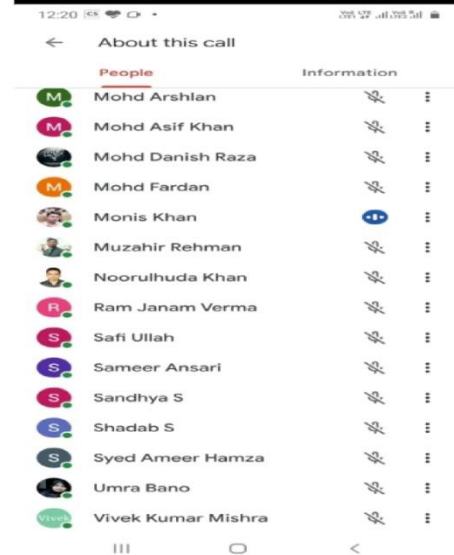 12:20
About this call
People Information
M Mohd Arshlan
M Mohd Asif Khan
Mohd Danish Raza
M Mohd Fardan
Monis Khan
Muzahir Rehman
Noorulhuda Khan
R Ram Janam Verma
S Safi Ullah
S Sameer Ansari
S Sandhya S
S Shadab S
S Syed Ameer Hamza
Umra Bano
Vivek Vivek Kumar Mishra